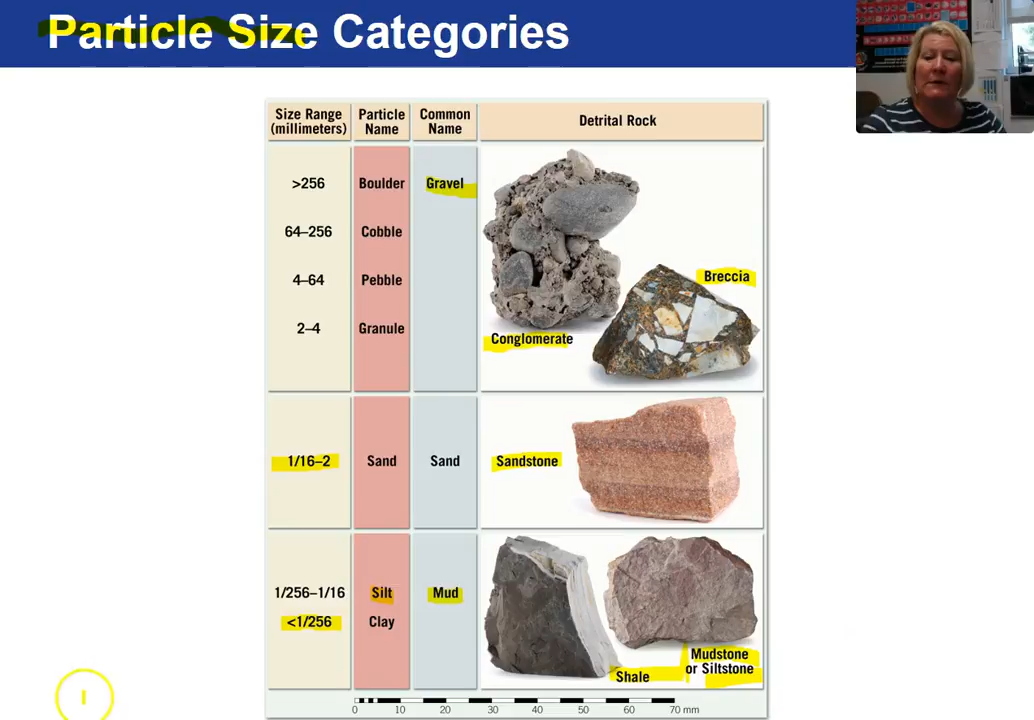 Particle Size Categories
Size Range (millimeters)
Particle Name
Common Name
Detrital Rock
>256
Boulder
Gravel
64–256
Cobble
4–64
Pebble
2–4
Granule
Breccia
Conglomerate
1/16–2
Sand
Sand
Sandstone
1/256–1/16
Silt
Mud
<1/256
Clay
Mudstone
or Siltstone
Shale
0 10 20 30 40 50 60 70 mm